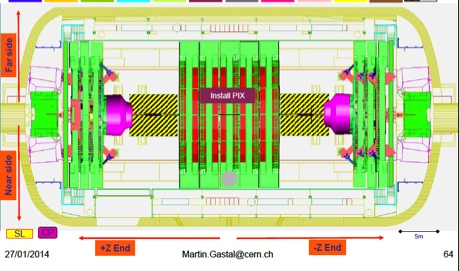 Far side
Install PIX
Near side
SL
CP
+Z End
-Z End
5m
27/01/2014
Martin.Gastal@cern.ch
64